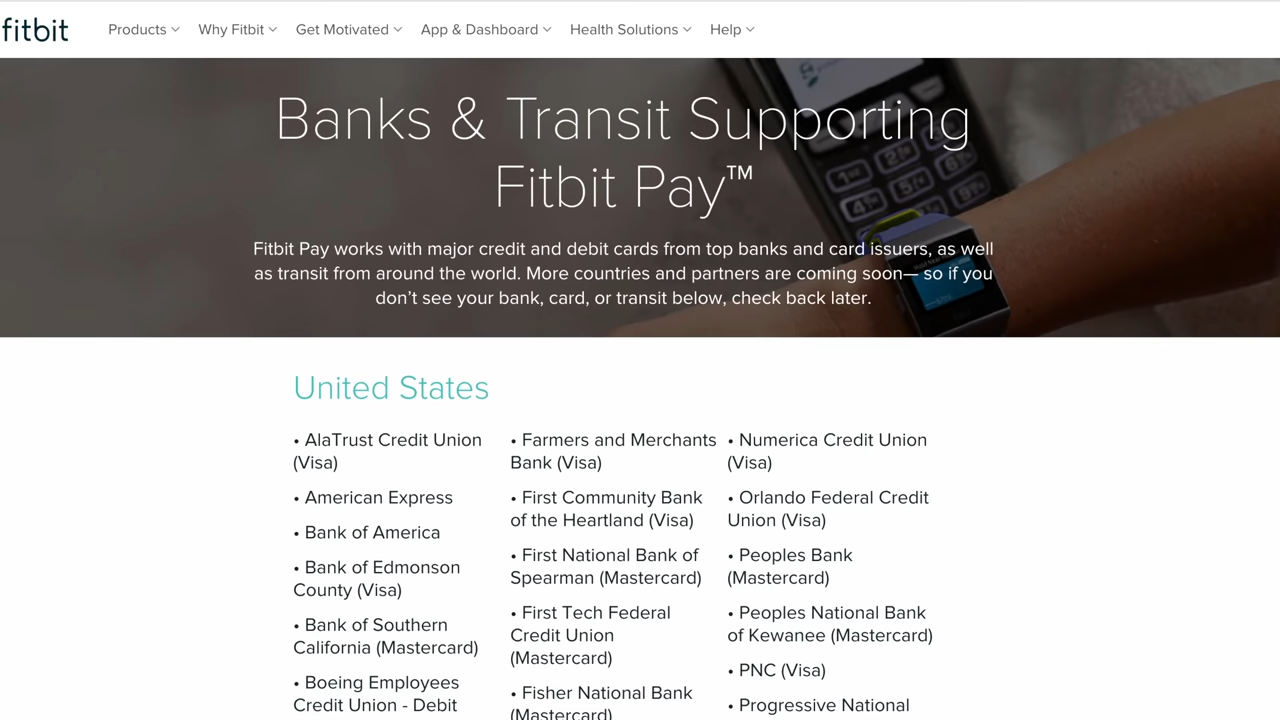 fitbit
Products
Why Fitbit
Get Motivated
App & Dashboard
Health Solutions
Help
Banks & Transit Supporting
Fitbit Pay™
Fitbit Pay works with major credit and debit cards from top banks and card issuers, as well
as transit from around the world. More countries and partners are coming soon— so if you
don’t see your bank, card, or transit below, check back later.
United States
• AlaTrust Credit Union
(Visa)
• American Express
• Bank of America
• Bank of Edmonson
County (Visa)
• Bank of Southern
California (Mastercard)
• Boeing Employees
Credit Union - Debit
• Farmers and Merchants
Bank (Visa)
• First Community Bank
of the Heartland (Visa)
• First National Bank of
Spearman (Mastercard)
• First Tech Federal
Credit Union
(Mastercard)
• Fisher National Bank
(Mastercard)
• Numerica Credit Union
(Visa)
• Orlando Federal Credit
Union (Visa)
• Peoples Bank
(Mastercard)
• Peoples National Bank
of Kewanee (Mastercard)
• PNC (Visa)
• Progressive National